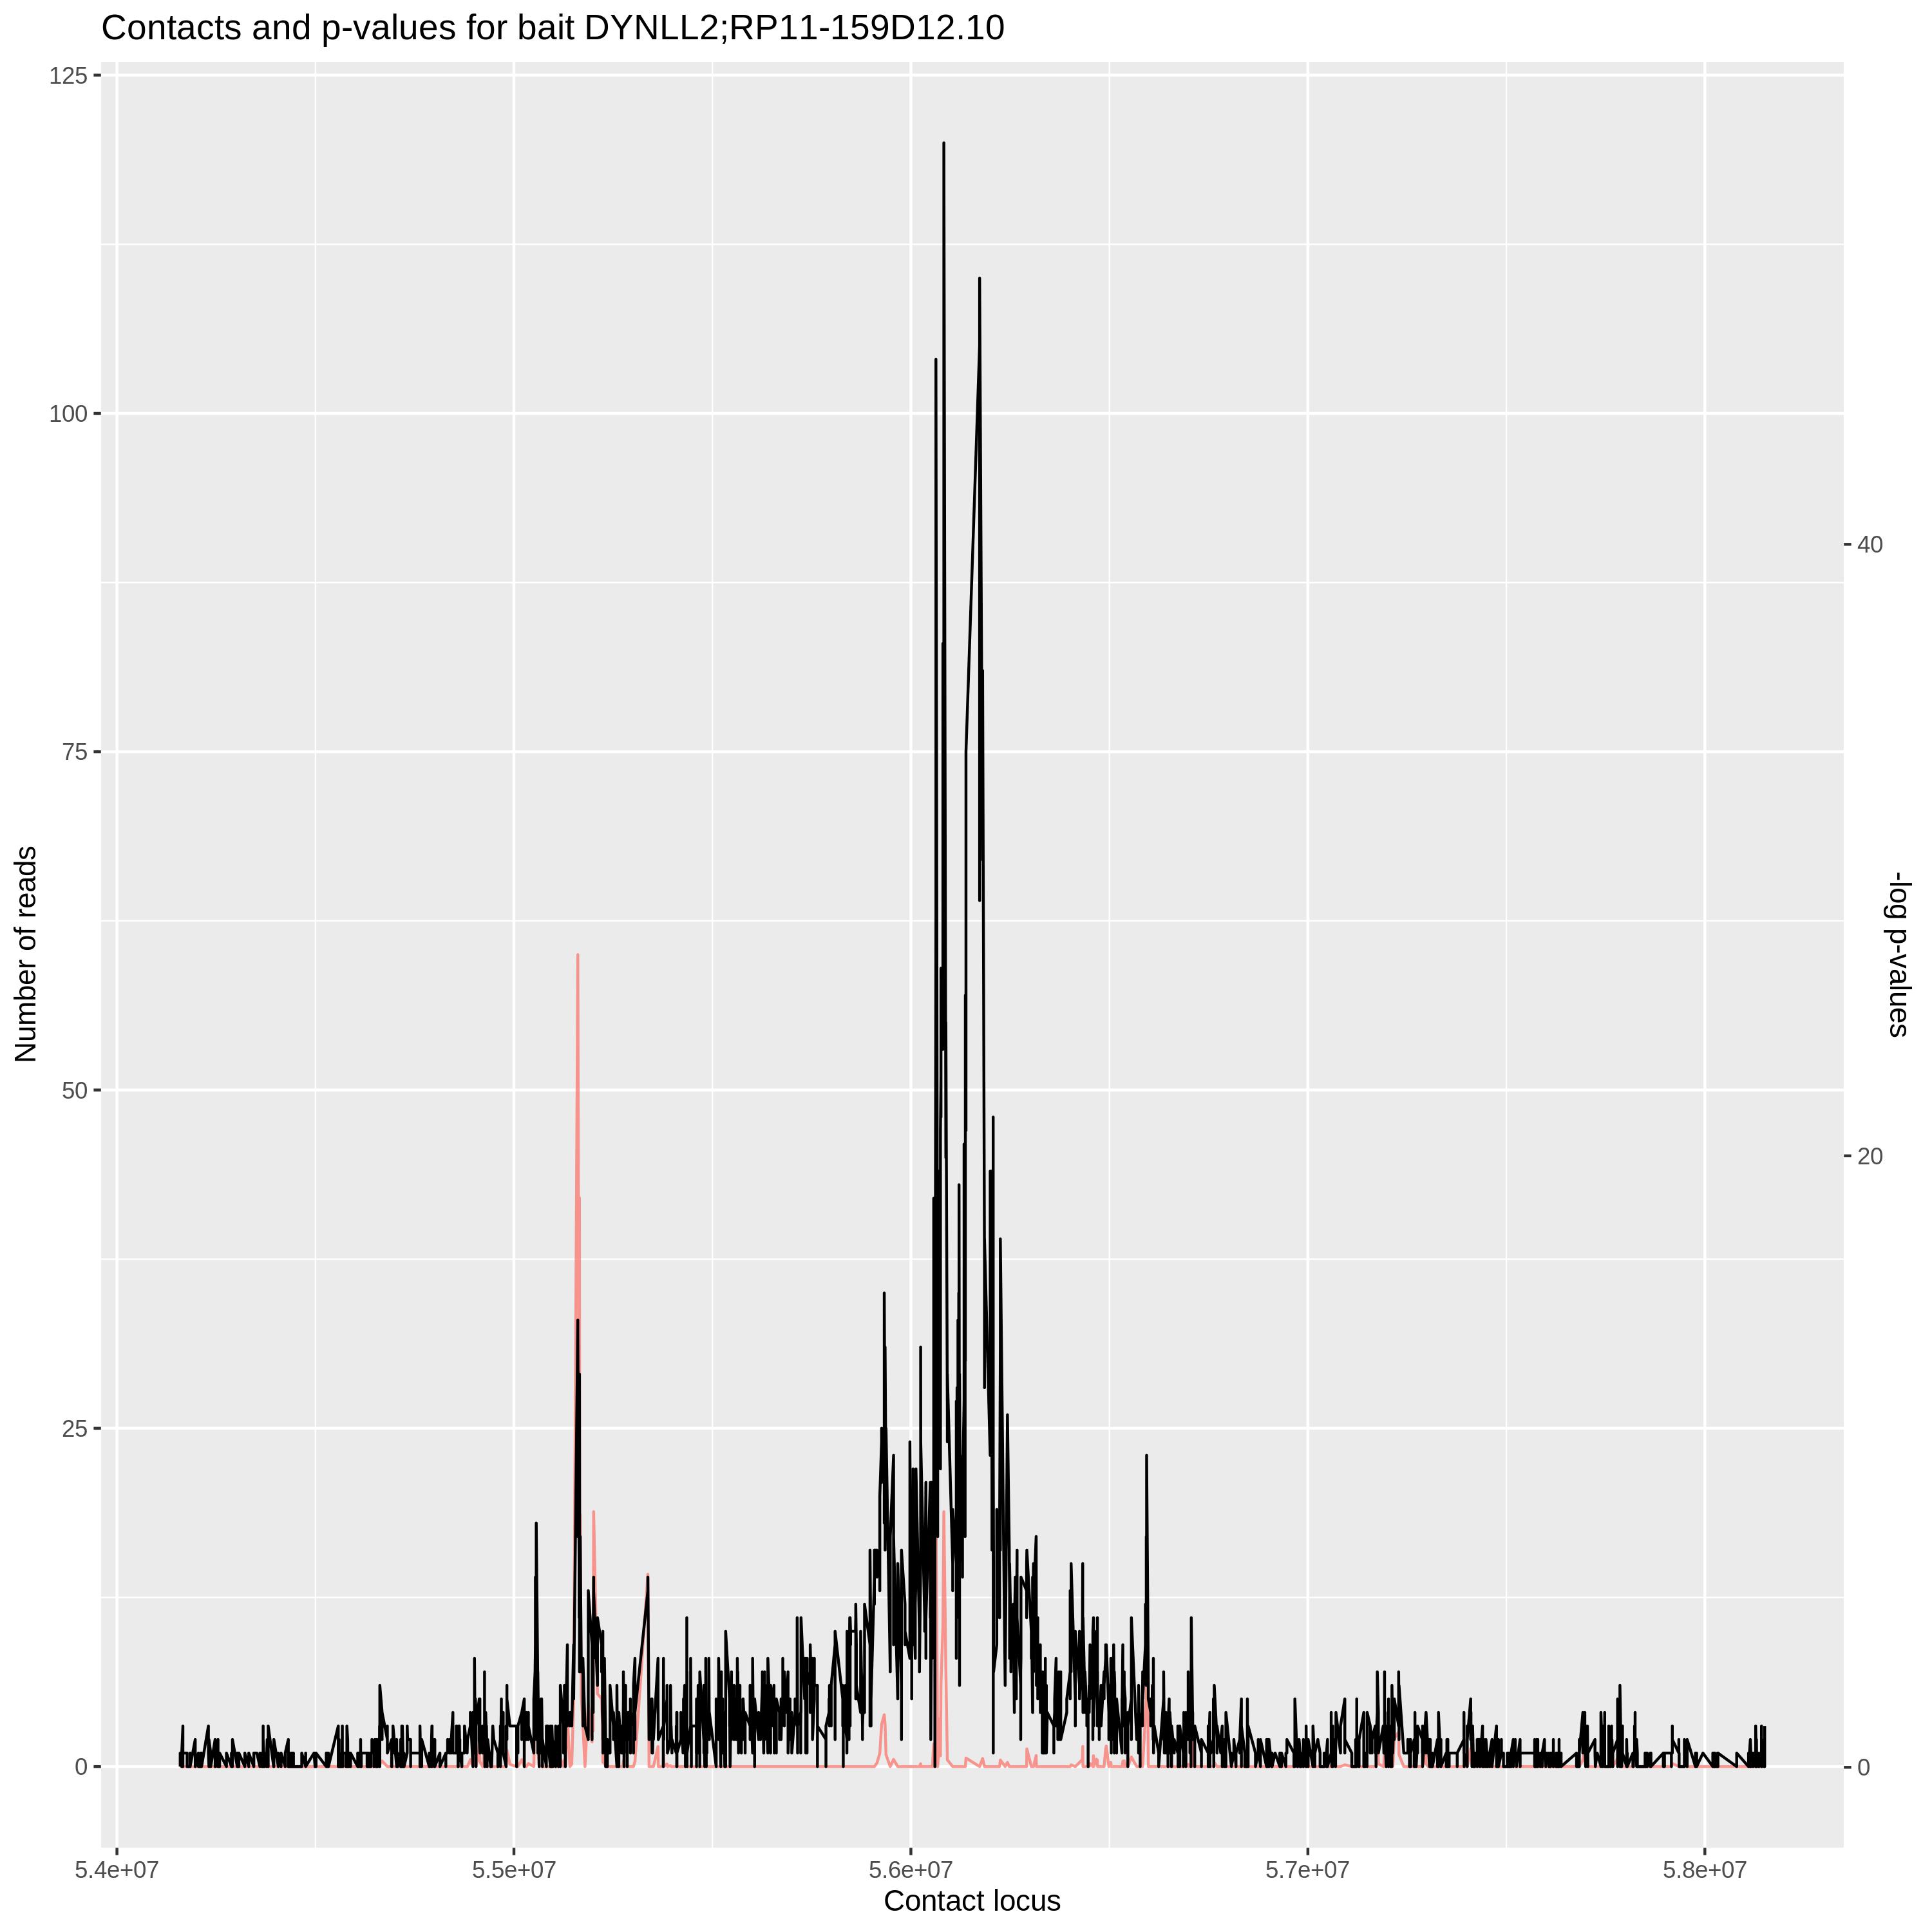 Contacts and p-values for bait DYNLL2;RP11-159D12.10
125
100
75
50
25
0
Number of reads
40
20
0
-log p-values
5.4e+07 5.5e+07 5.6e+07 5.7e+07 5.8e+07
Contact locus